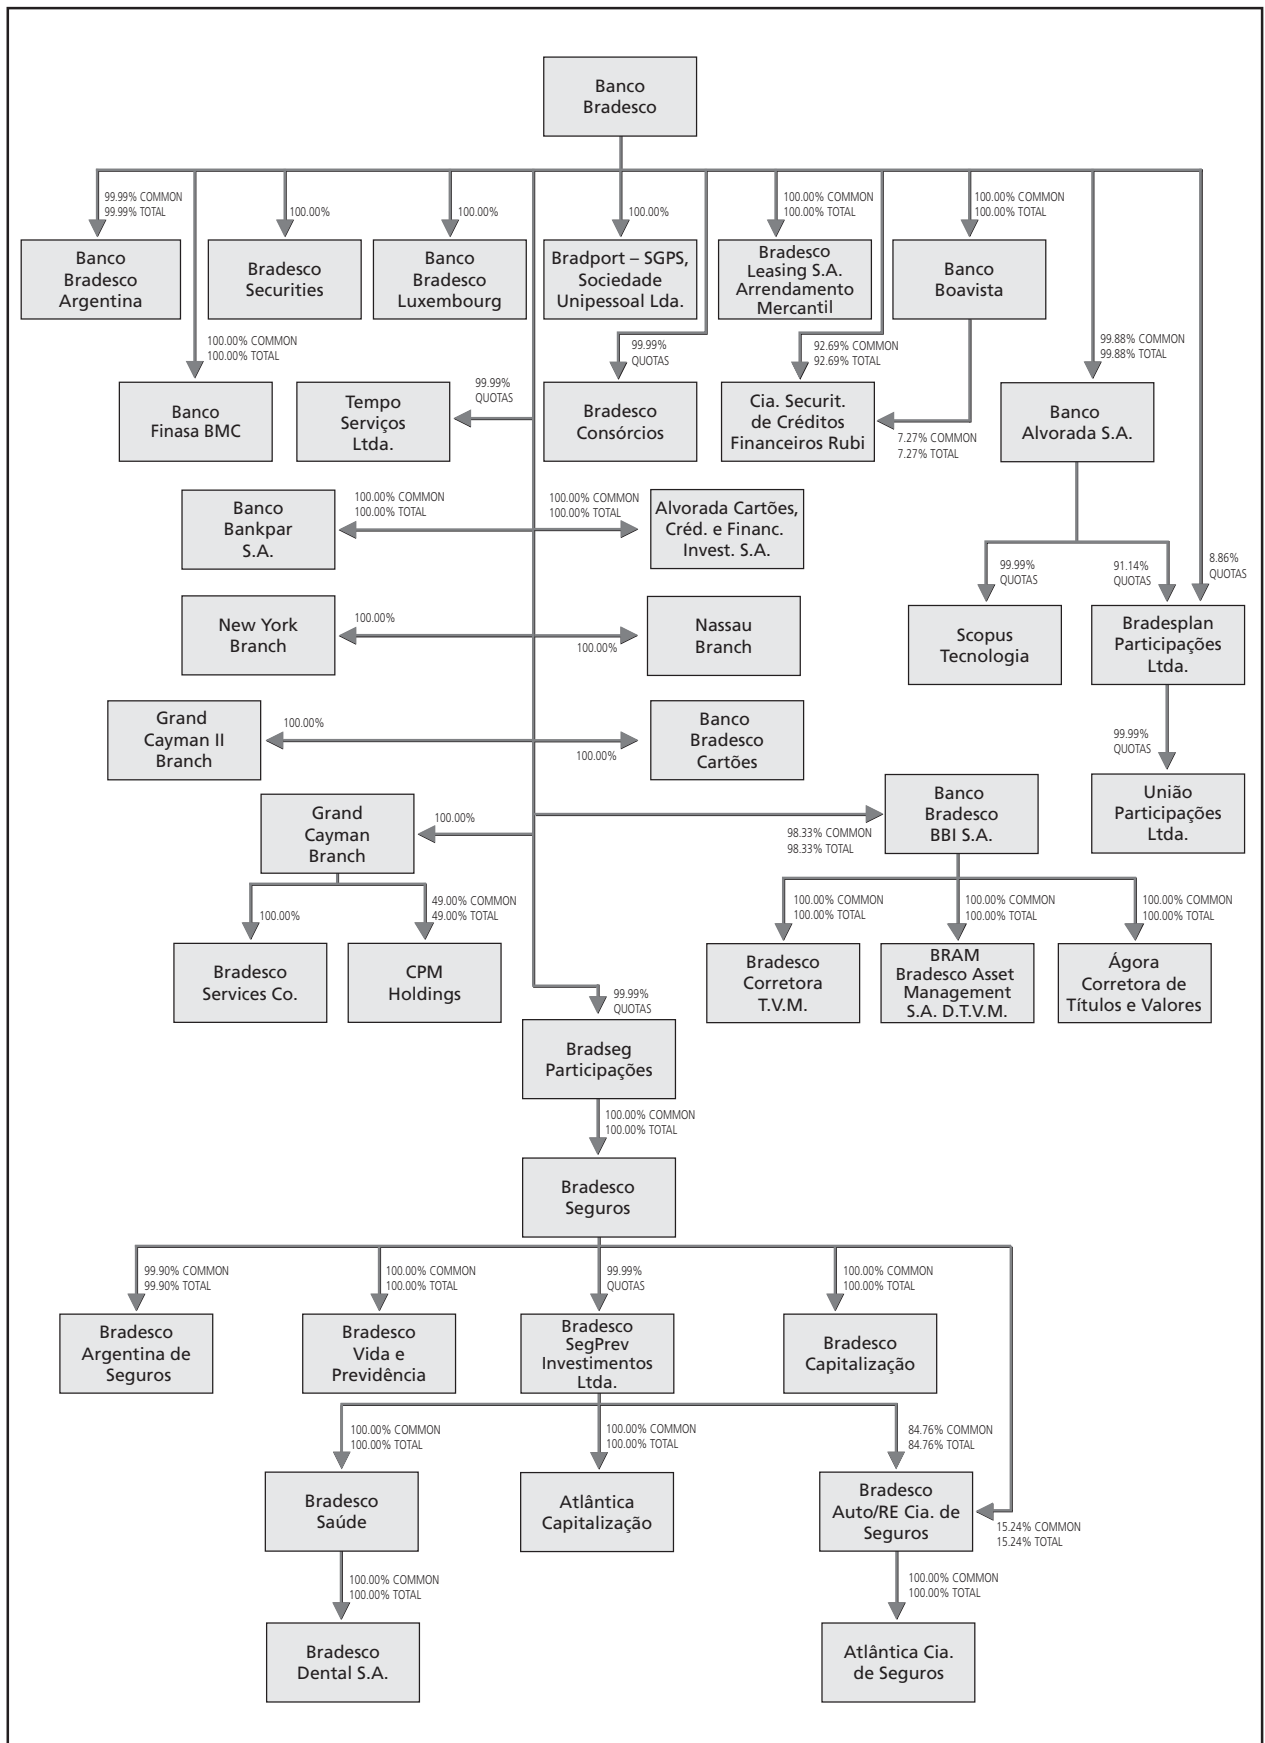 Banco
Bradesco
99.99% COMMON
99.99% TOTAL
100.00%
100.00%
100.00%
100.00% COMMON
100.00% TOTAL
100.00% COMMON
100.00% TOTAL
Banco
Bradesco
Argentina
Bradesco
Securities
Banco
Bradesco
Luxembourg
Bradport – SGPS,
Sociedade
Unipessoal Lda.
Bradesco
Leasing S.A.
Arrendamento
Mercantil
Banco
Boavista
100.00% COMMON
100.00% TOTAL
99.99%
QUOTAS
92.69% COMMON
92.69% TOTAL
99.88% COMMON
99.88% TOTAL
Banco
Finasa BMC
Tempo
Serviços
Ltda.
99.99%
QUOTAS
Bradesco
Consórcios
Cia. Securit.
de Créditos
Financeiros Rubi
7.27% COMMON
7.27% TOTAL
Banco
Alvorada S.A.
Banco
Bankpar
S.A.
100.00% COMMON
100.00% TOTAL
100.00% COMMON
100.00% TOTAL
Alvorada Cartões,
Créd. e Financ.
Invest. S.A.
99.99%
QUOTAS
91.14%
QUOTAS
8.86%
QUOTAS
New York
Branch
100.00%
100.00%
Nassau
Branch
Scopus
Tecnologia
Bradesplan
Participações
Ltda.
Grand
Cayman II
Branch
100.00%
100.00%
Banco
Bradesco
Cartões
99.99%
QUOTAS
Grand
Cayman
Branch
100.00%
98.33% COMMON
98.33% TOTAL
Banco
Bradesco
BBI S.A.
União
Participações
Ltda.
100.00%
49.00% COMMON
49.00% TOTAL
100.00% COMMON
100.00% TOTAL
100.00% COMMON
100.00% TOTAL
100.00% COMMON
100.00% TOTAL
Bradesco
Services Co.
CPM
Holdings
Bradesco
Corretora
T.V.M.
BRAM
Bradesco Asset
Management
S.A. D.T.V.M.
Ágora
Corretora de
Títulos e Valores
99.99%
QUOTAS
Bradseg
Participações
100.00% COMMON
100.00% TOTAL
Bradesco
Seguros
99.90% COMMON
99.90% TOTAL
100.00% COMMON
100.00% TOTAL
99.99%
QUOTAS
100.00% COMMON
100.00% TOTAL
Bradesco
Argentina de
Seguros
Bradesco
Vida e
Previdência
Bradesco
SegPrev
Investimentos
Ltda.
Bradesco
Capitalização
100.00% COMMON
100.00% TOTAL
100.00% COMMON
100.00% TOTAL
84.76% COMMON
84.76% TOTAL
Bradesco
Saúde
Atlântica
Capitalização
Bradesco
Auto/RE Cia. de
Seguros
15.24% COMMON
15.24% TOTAL
100.00% COMMON
100.00% TOTAL
100.00% COMMON
100.00% TOTAL
Bradesco
Dental S.A.
Atlântica Cia.
de Seguros